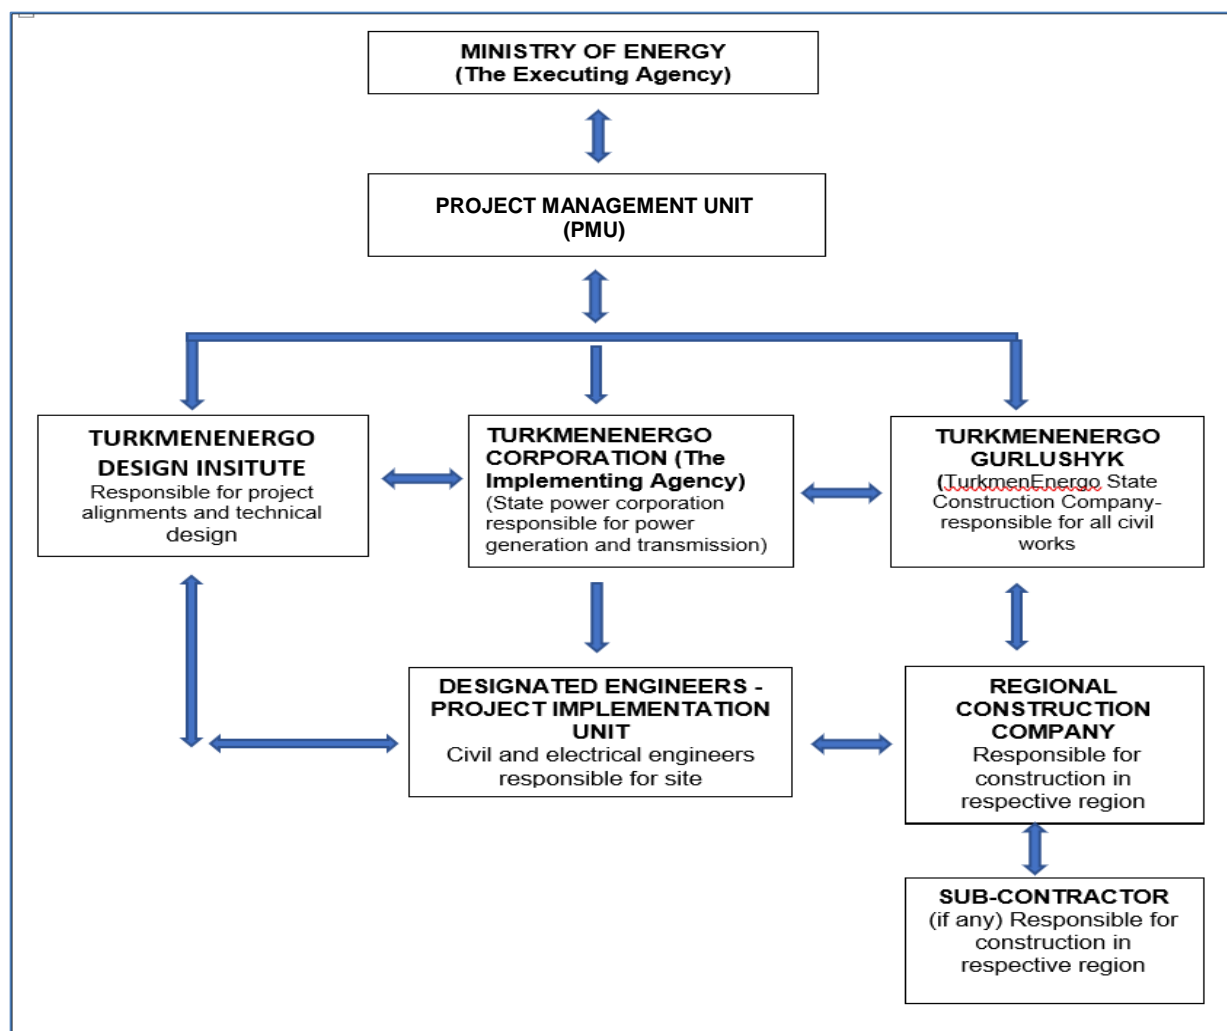 MINISTRY OF ENERGY
(The Executing Agency)
PROJECT MANAGEMENT UNIT
(PMU)
TURKMENENERGO
DESIGN INSITUTE
Responsible for project
alignments and technical
design
TURKMENENERGO
CORPORATION (The
Implementing Agency)
(State power corporation
responsible for power
generation and transmission)
TURKMENENERGO
GURLUSHYK
(TurkmenEnergo State
Construction Company-
responsible for all civil
works
DESIGNATED ENGINEERS -
PROJECT IMPLEMENTATION
UNIT
Civil and electrical engineers
responsible for site
REGIONAL
CONSTRUCTION
COMPANY
Responsible for
construction in
respective region
SUB-CONTRACTOR
(if any) Responsible for
construction in
respective region